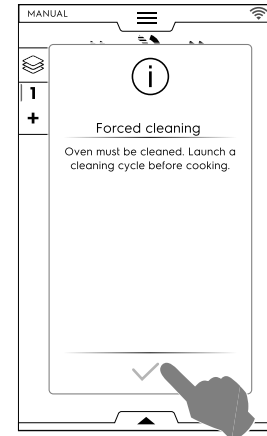 MANUAL
1
+
Forced cleaning
Oven must be cleaned. Launch a
cleaning cycle before cooking.